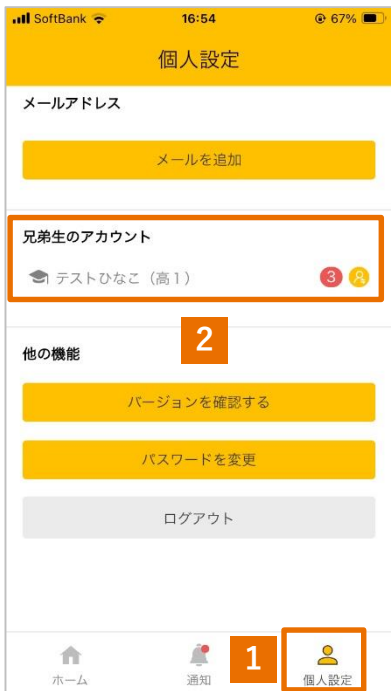 SoftBank 16:54 67%
個人設定
メールアドレス
メールを追加
兄弟生のアカウント
テストひなこ（高１） 3
2
他の機能
バージョンを確認する
パスワードを変更
ログアウト
1
ホーム 通知 個人設定